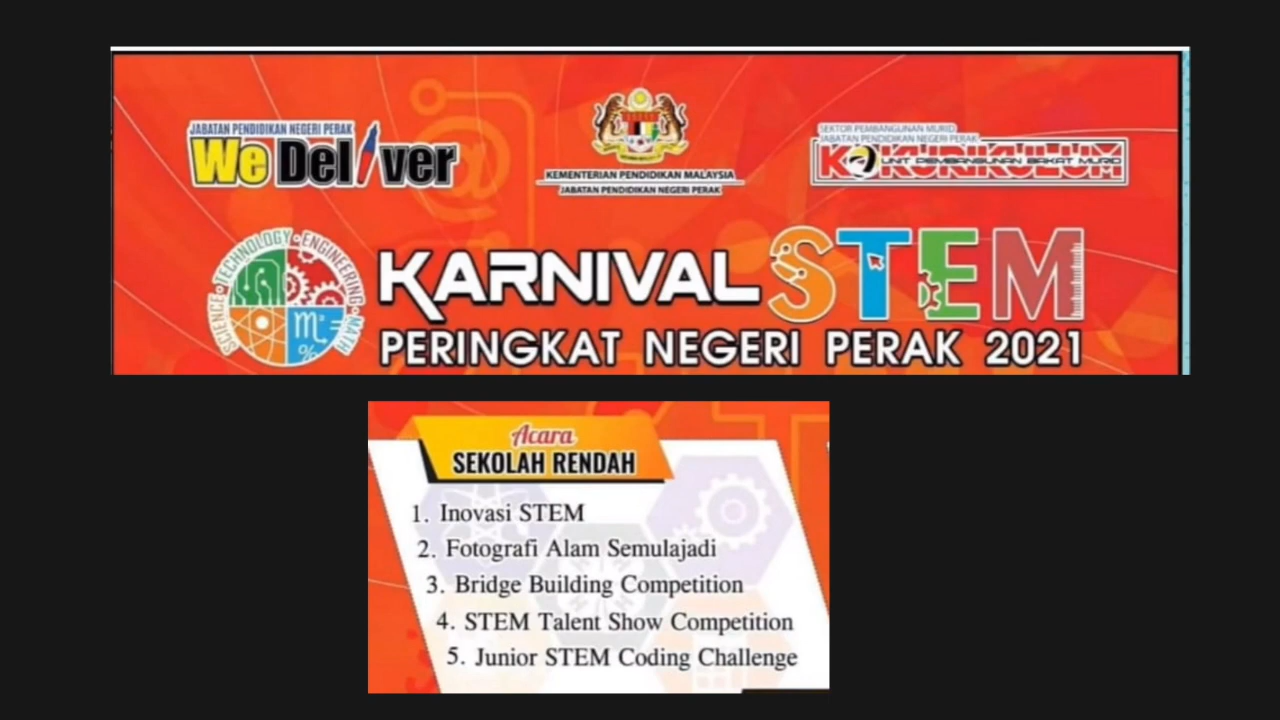 JABATAN PENDIDIKAN NEGERI PERAK
We Deliver
KEMENTERIAN PENDIDIKAN MALAYSIA
JABATAN PENDIDIKAN NEGERI PERAK
SEKTOR PEMBANGUNAN MURID
JABATAN PENDIDIKAN NEGERI PERAK
KOKURIKULUM
UNIT PEMBANGUNAN BAKAT MURID
SCIENCE • TECHNOLOGY • ENGINEERING • MATH
m=
%
KARNIVAL STEM
PERINGKAT NEGERI PERAK 2021
Acara
SEKOLAH RENDAH
1. Inovasi STEM
2. Fotografi Alam Semulajadi
3. Bridge Building Competition
4. STEM Talent Show Competition
5. Junior STEM Coding Challenge